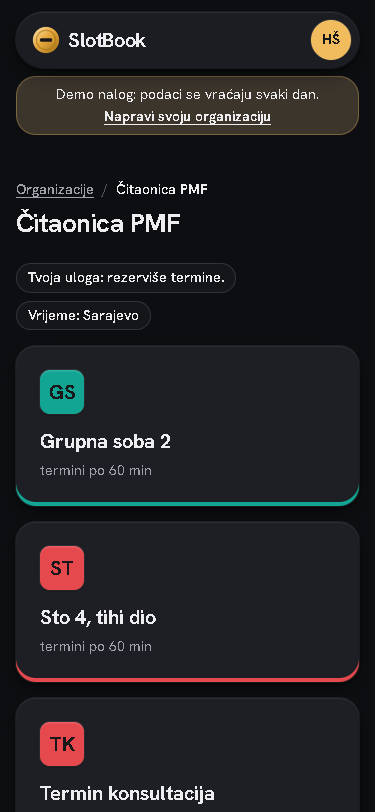 SlotBook
HŠ
Demo nalog: podaci se vraćaju svaki dan.
Napravi svoju organizaciju
Organizacije / Čitaonica PMF
Čitaonica PMF
Tvoja uloga: rezerviše termine.
Vrijeme: Sarajevo
GS
Grupna soba 2
termini po 60 min
ST
Sto 4, tihi dio
termini po 60 min
TK
Termin konsultacija